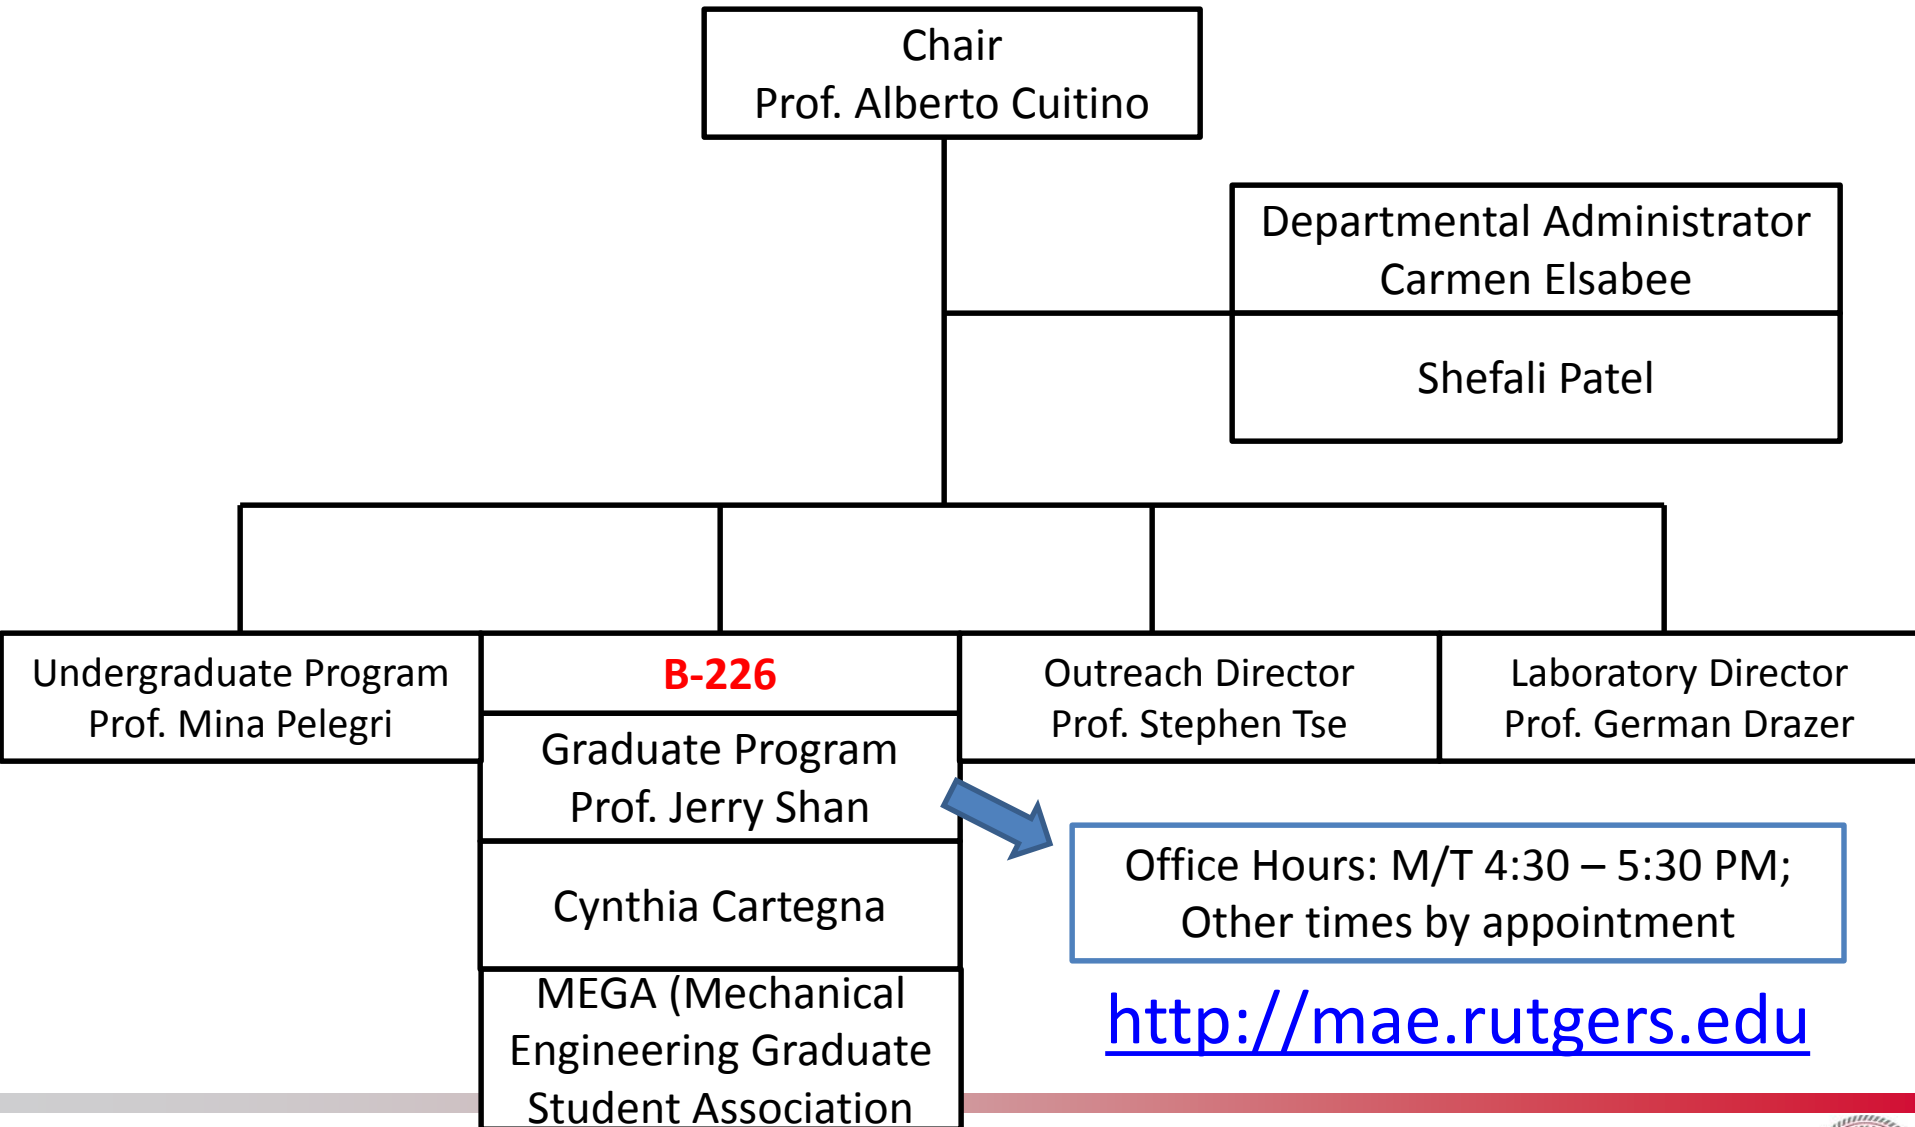 Chair
Prof. Alberto Cuitino
Departmental Administrator
Carmen Elsabee
Shefali Patel
Undergraduate Program
Prof. Mina Pelegri
B-226
Graduate Program
Prof. Jerry Shan
Cynthia Cartegna
MEGA (Mechanical
Engineering Graduate
Student Association
Outreach Director
Prof. Stephen Tse
Laboratory Director
Prof. German Drazer
Office Hours: M/T 4:30 – 5:30 PM;
Other times by appointment
http://mae.rutgers.edu